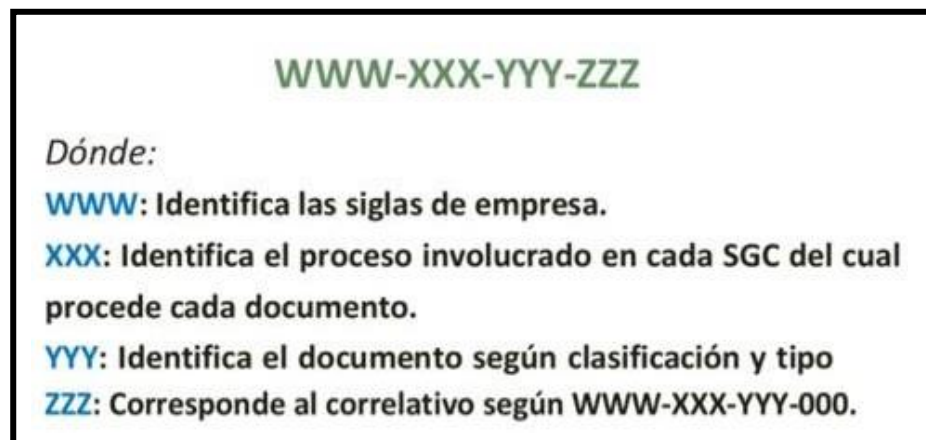 WWW-XXX-YYY-ZZZ
Dónde:
WWW: Identifica las siglas de empresa.
XXX: Identifica el proceso involucrado en cada SGC del cual
procede cada documento.
YYY: Identifica el documento según clasificación y tipo
ZZZ: Corresponde al correlativo según WWW-XXX-YYY-000.